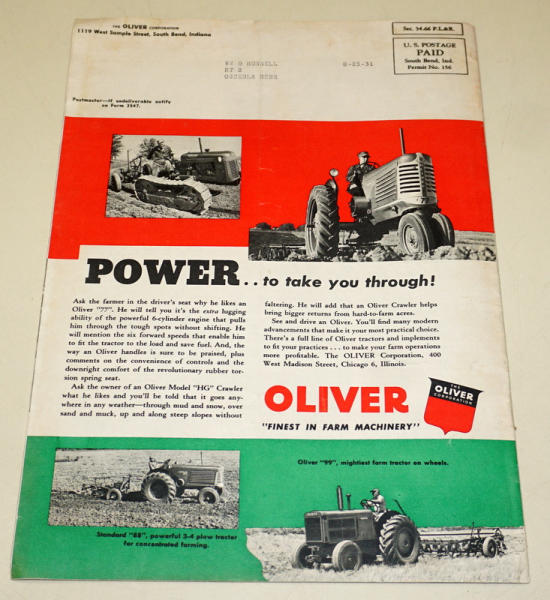 THE OLIVER CORPORATION
1119 West Sample Street, South Bend, Indiana
Sec. 34.66 P.L.&R.
U. S. POSTAGE
PAID
South Bend, Ind.
Permit No. 156
RT 2
OSCEOLA NEBR
Postmaster—If undeliverable notify
on Form 3547.
POWER.. to take you through!
Ask the farmer in the driver's seat why he likes an
Oliver "77". He will tell you it's the extra lugging
ability of the powerful 6-cylinder engine that pulls
him through the tough spots without shifting. He
will mention the six forward speeds that enable him
to fit the tractor to the load and save fuel. And, the
way an Oliver handles is sure to be praised, plus
comments on the convenience of controls and the
downright comfort of the revolutionary rubber tor-
sion spring seat.
Ask the owner of an Oliver Model "HG" Crawler
what he likes and you'll be told that it goes any-
where in any weather—through mud and snow, over
sand and muck, up and along steep slopes without
faltering. He will add that an Oliver Crawler helps
bring bigger returns from hard-to-farm acres.
See and drive an Oliver. You'll find many modern
advancements that make it your most practical choice.
There's a full line of Oliver tractors and implements
to fit your practices . . . to make your farm operations
more profitable. The OLIVER Corporation, 400
West Madison Street, Chicago 6, Illinois.
OLIVER
"FINEST IN FARM MACHINERY"
THE
OLIVER
CORPORATION
Oliver "99", mightiest farm tractor on wheels.
Standard "88", powerful 3-4 plow tractor
for concentrated farming.